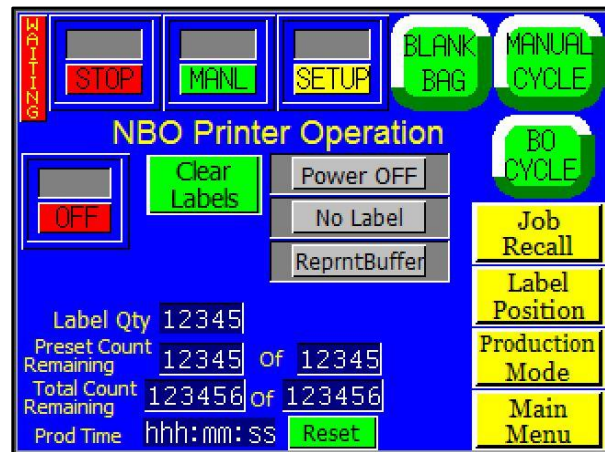 WAITING
STOP
MANL
SETUP
BLANK
BAG
MANUAL
CYCLE
NBO Printer Operation
BO
CYCLE
OFF
Clear
Labels
Power OFF
No Label
ReprntBuffer
Job
Recall
Label
Position
Production
Mode
Main
Menu
Label Qty 12345
Preset Count
Remaining 12345 Of 12345
Total Count
Remaining 123456 Of 123456
Prod Time hhh:mm:ss Reset